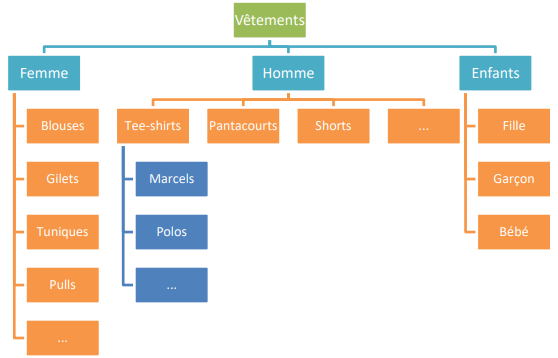 Vêtements
Femme
Homme
Enfants
Blouses
Tee-shirts
Pantacourts
Shorts
...
Fille
Gilets
Marcels
Garçon
Tuniques
Polos
Bébé
Pulls
...
...